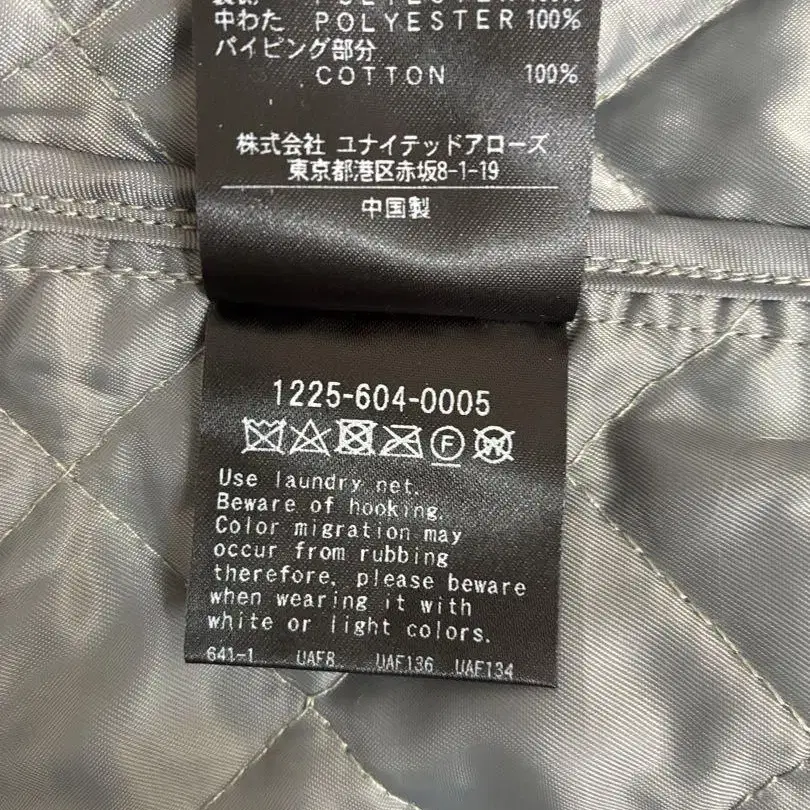 中わた POLYESTER 100%
パイピング部分
COTTON 100%
株式会社 ユナイテッドアローズ
東京都港区赤坂8-1-19
中国製
1225-604-0005
F W
Use laundry net.
Beware of hooking.
Color migration may
occur from rubbing
therefore, please beware
when wearing it with
white or light colors.
641-1 UAF8 UAF136 UAF134